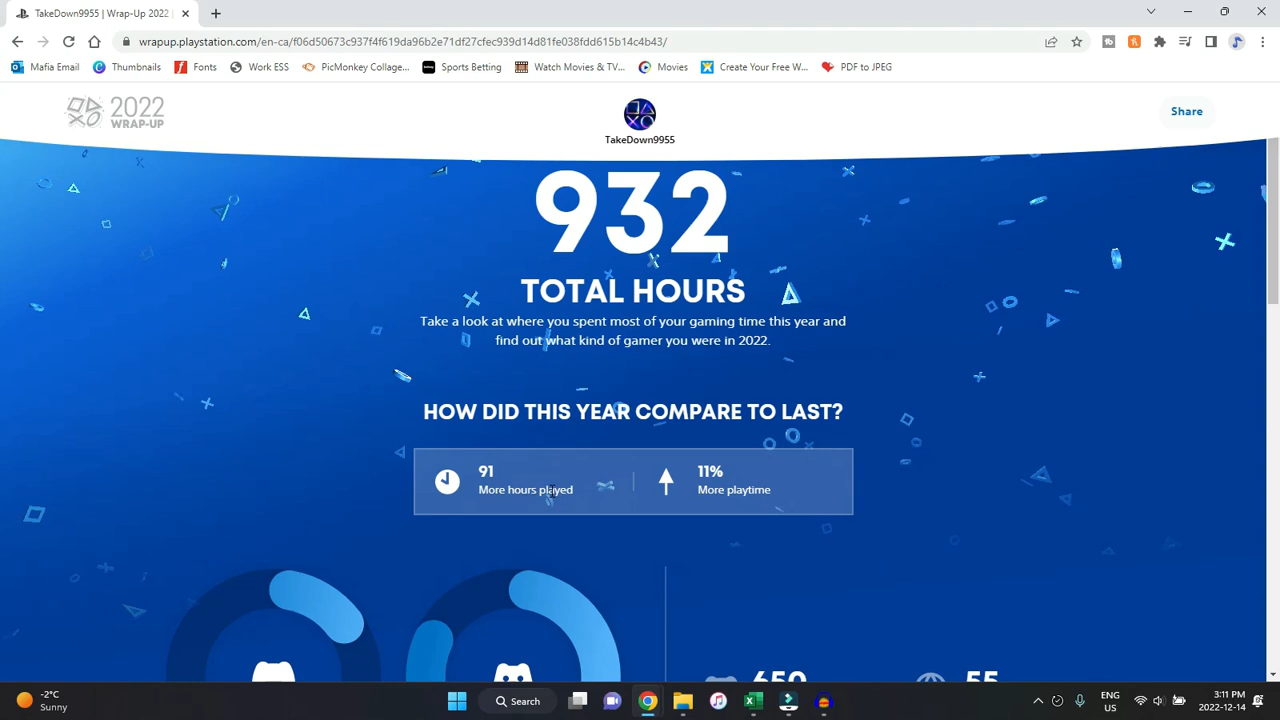 TakeDown9955 | Wrap-Up 2022 |
wrapup.playstation.com/en-ca/f06d50673c937f4f619da96b2e71df27cfec939d14d81fe038fdd615b14c4b43/
Mafia Email
Thumbnails
Fonts
Work ESS
PicMonkey Collage...
Sports Betting
Watch Movies & TV...
Movies
Create Your Free W...
PDF to JPEG
2022
WRAP-UP
TakeDown9955
Share
932
TOTAL HOURS
Take a look at where you spent most of your gaming time this year and
find out what kind of gamer you were in 2022.
HOW DID THIS YEAR COMPARE TO LAST?
91
More hours played
11%
More playtime
650
55
-2°C
Sunny
Search
ENG
US
3:11 PM
2022-12-14